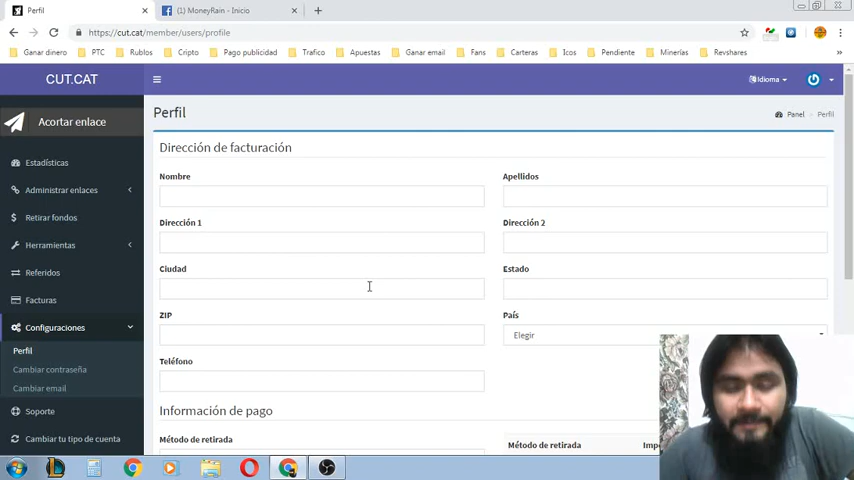 Perfil
(1) MoneyRain - Inicio
https://cut.cat/member/users/profile
Ganar dinero PTC Rublos Cripto Pago publicidad Trafico Apuestas Ganar email Fans Carteras Icos Pendiente Minerías Revshares
CUT.CAT
Idioma
Acortar enlace
Perfil
Panel / Perfil
Dirección de facturación
Estadísticas
Nombre
Apellidos
Administrar enlaces
Retirar fondos
Dirección 1
Dirección 2
Herramientas
Referidos
Ciudad
Estado
Facturas
Configuraciones
ZIP
País
Elegir
Perfil
Cambiar contraseña
Teléfono
Cambiar email
Soporte
Información de pago
Cambiar tu tipo de cuenta
Método de retirada
Método de retirada